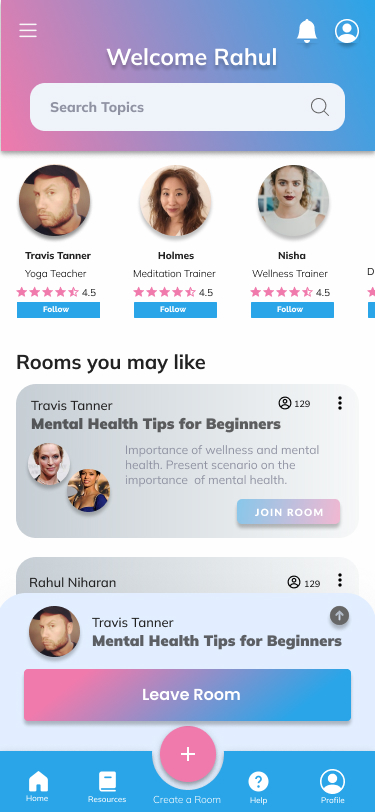 Welcome Rahul
Search Topics
Travis Tanner
Yoga Teacher
4.5
Follow
Holmes
Meditation Trainer
4.5
Follow
Nisha
Wellness Trainer
4.5
Follow
D
Rooms you may like
Travis Tanner
129
Mental Health Tips for Beginners
Importance of wellness and mental
health. Present scenario on the
importance of mental health.
JOIN ROOM
Rahul Niharan
129
Travis Tanner
Mental Health Tips for Beginners
Leave Room
Home
Resources
Create a Room
Help
Profile